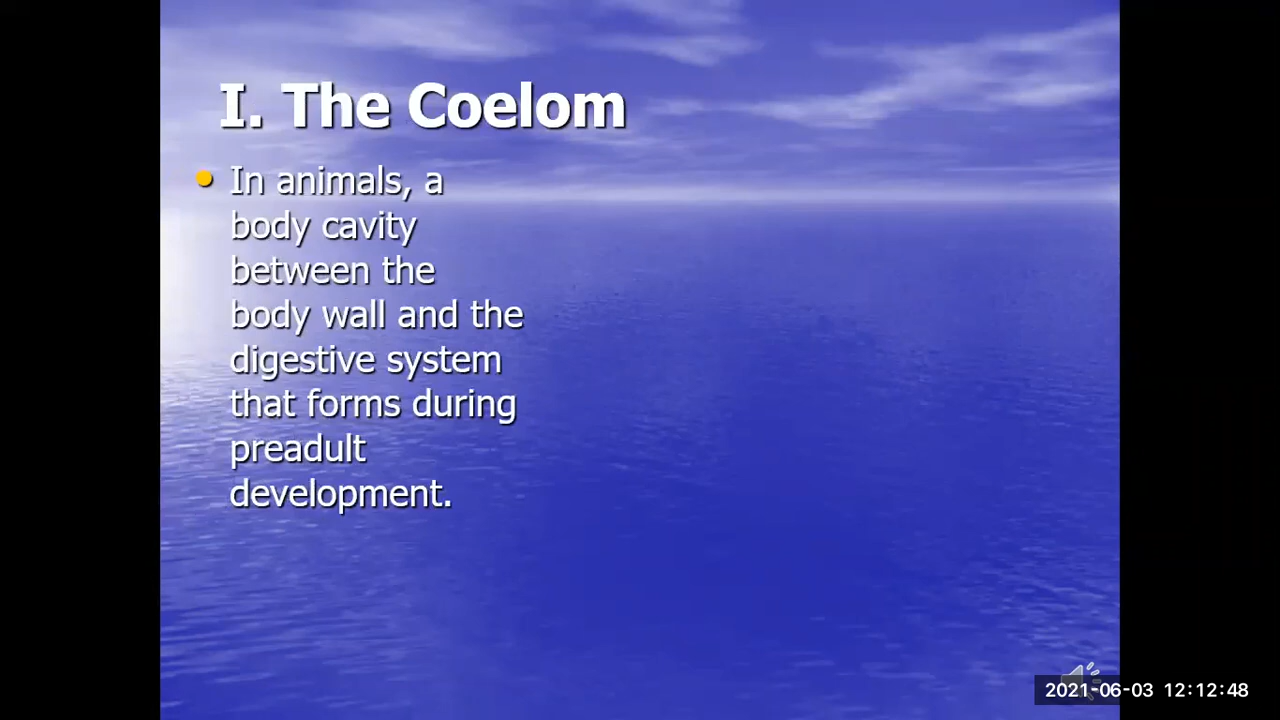 I. The Coelom
In animals, a
body cavity
between the
body wall and the
digestive system
that forms during
preadult
development.
2021-06-03 12:12:48